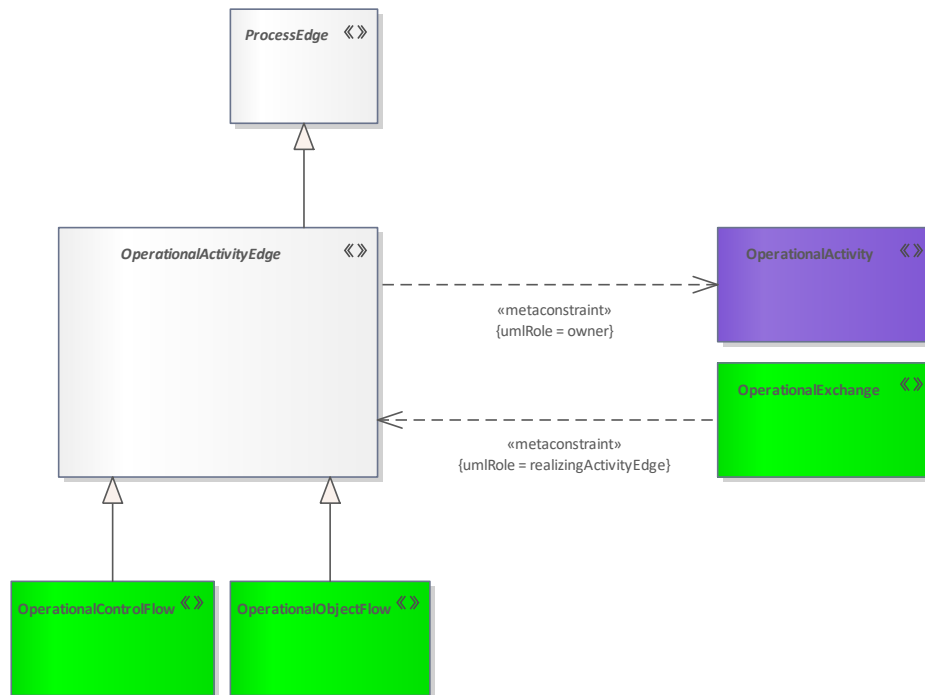 ProcessEdge «»
OperationalActivityEdge «»
OperationalActivity «»
«metaconstraint»
{umlRole = owner}
OperationalExchange «»
«metaconstraint»
{umlRole = realizingActivityEdge}
OperationalControlFlow «»
OperationalObjectFlow «»